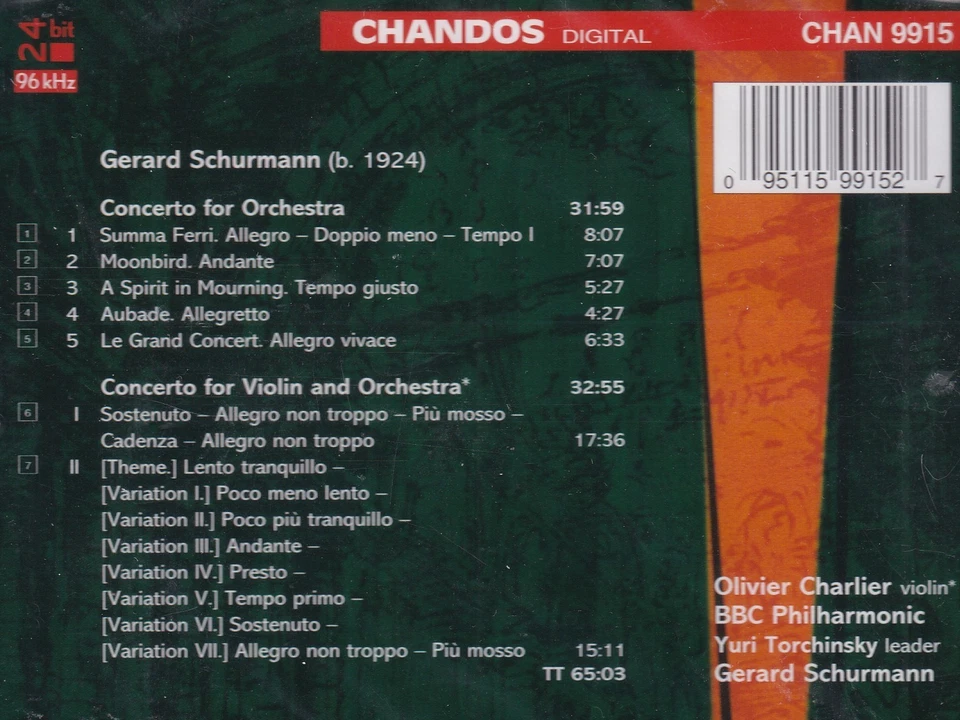 24 bit
96 kHz
CHANDOS DIGITAL CHAN 9915
0 95115 99152 7
Gerard Schurmann (b. 1924)
Concerto for Orchestra 31:59
1 1 Summa Ferri. Allegro – Doppio meno – Tempo I 8:07
2 2 Moonbird. Andante 7:07
3 3 A Spirit in Mourning. Tempo giusto 5:27
4 4 Aubade. Allegretto 4:27
5 5 Le Grand Concert. Allegro vivace 6:33
Concerto for Violin and Orchestra* 32:55
6 I Sostenuto – Allegro non troppo – Più mosso –
Cadenza – Allegro non troppo 17:36
7 II [Theme.] Lento tranquillo –
[Variation I.] Poco meno lento –
[Variation II.] Poco più tranquillo –
[Variation III.] Andante –
[Variation IV.] Presto –
[Variation V.] Tempo primo –
[Variation VI.] Sostenuto –
[Variation VII.] Allegro non troppo – Più mosso 15:11
TT 65:03
Olivier Charlier violin*
BBC Philharmonic
Yuri Torchinsky leader
Gerard Schurmann